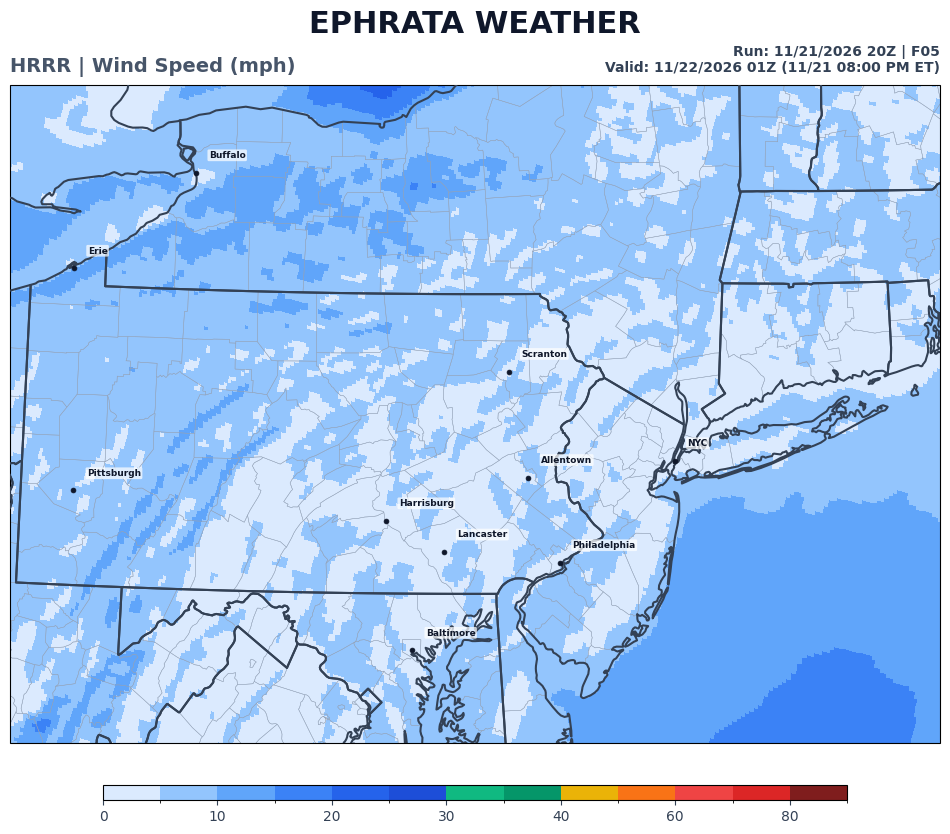 EPHRATA WEATHER
HRRR | Wind Speed (mph)
Run: 11/21/2026 20Z | F05
Valid: 11/22/2026 01Z (11/21 08:00 PM ET)
Buffalo
Erie
Scranton
NYC
Allentown
Pittsburgh
Harrisburg
Lancaster
Philadelphia
Baltimore
0 10 20 30 40 50 60 70 80